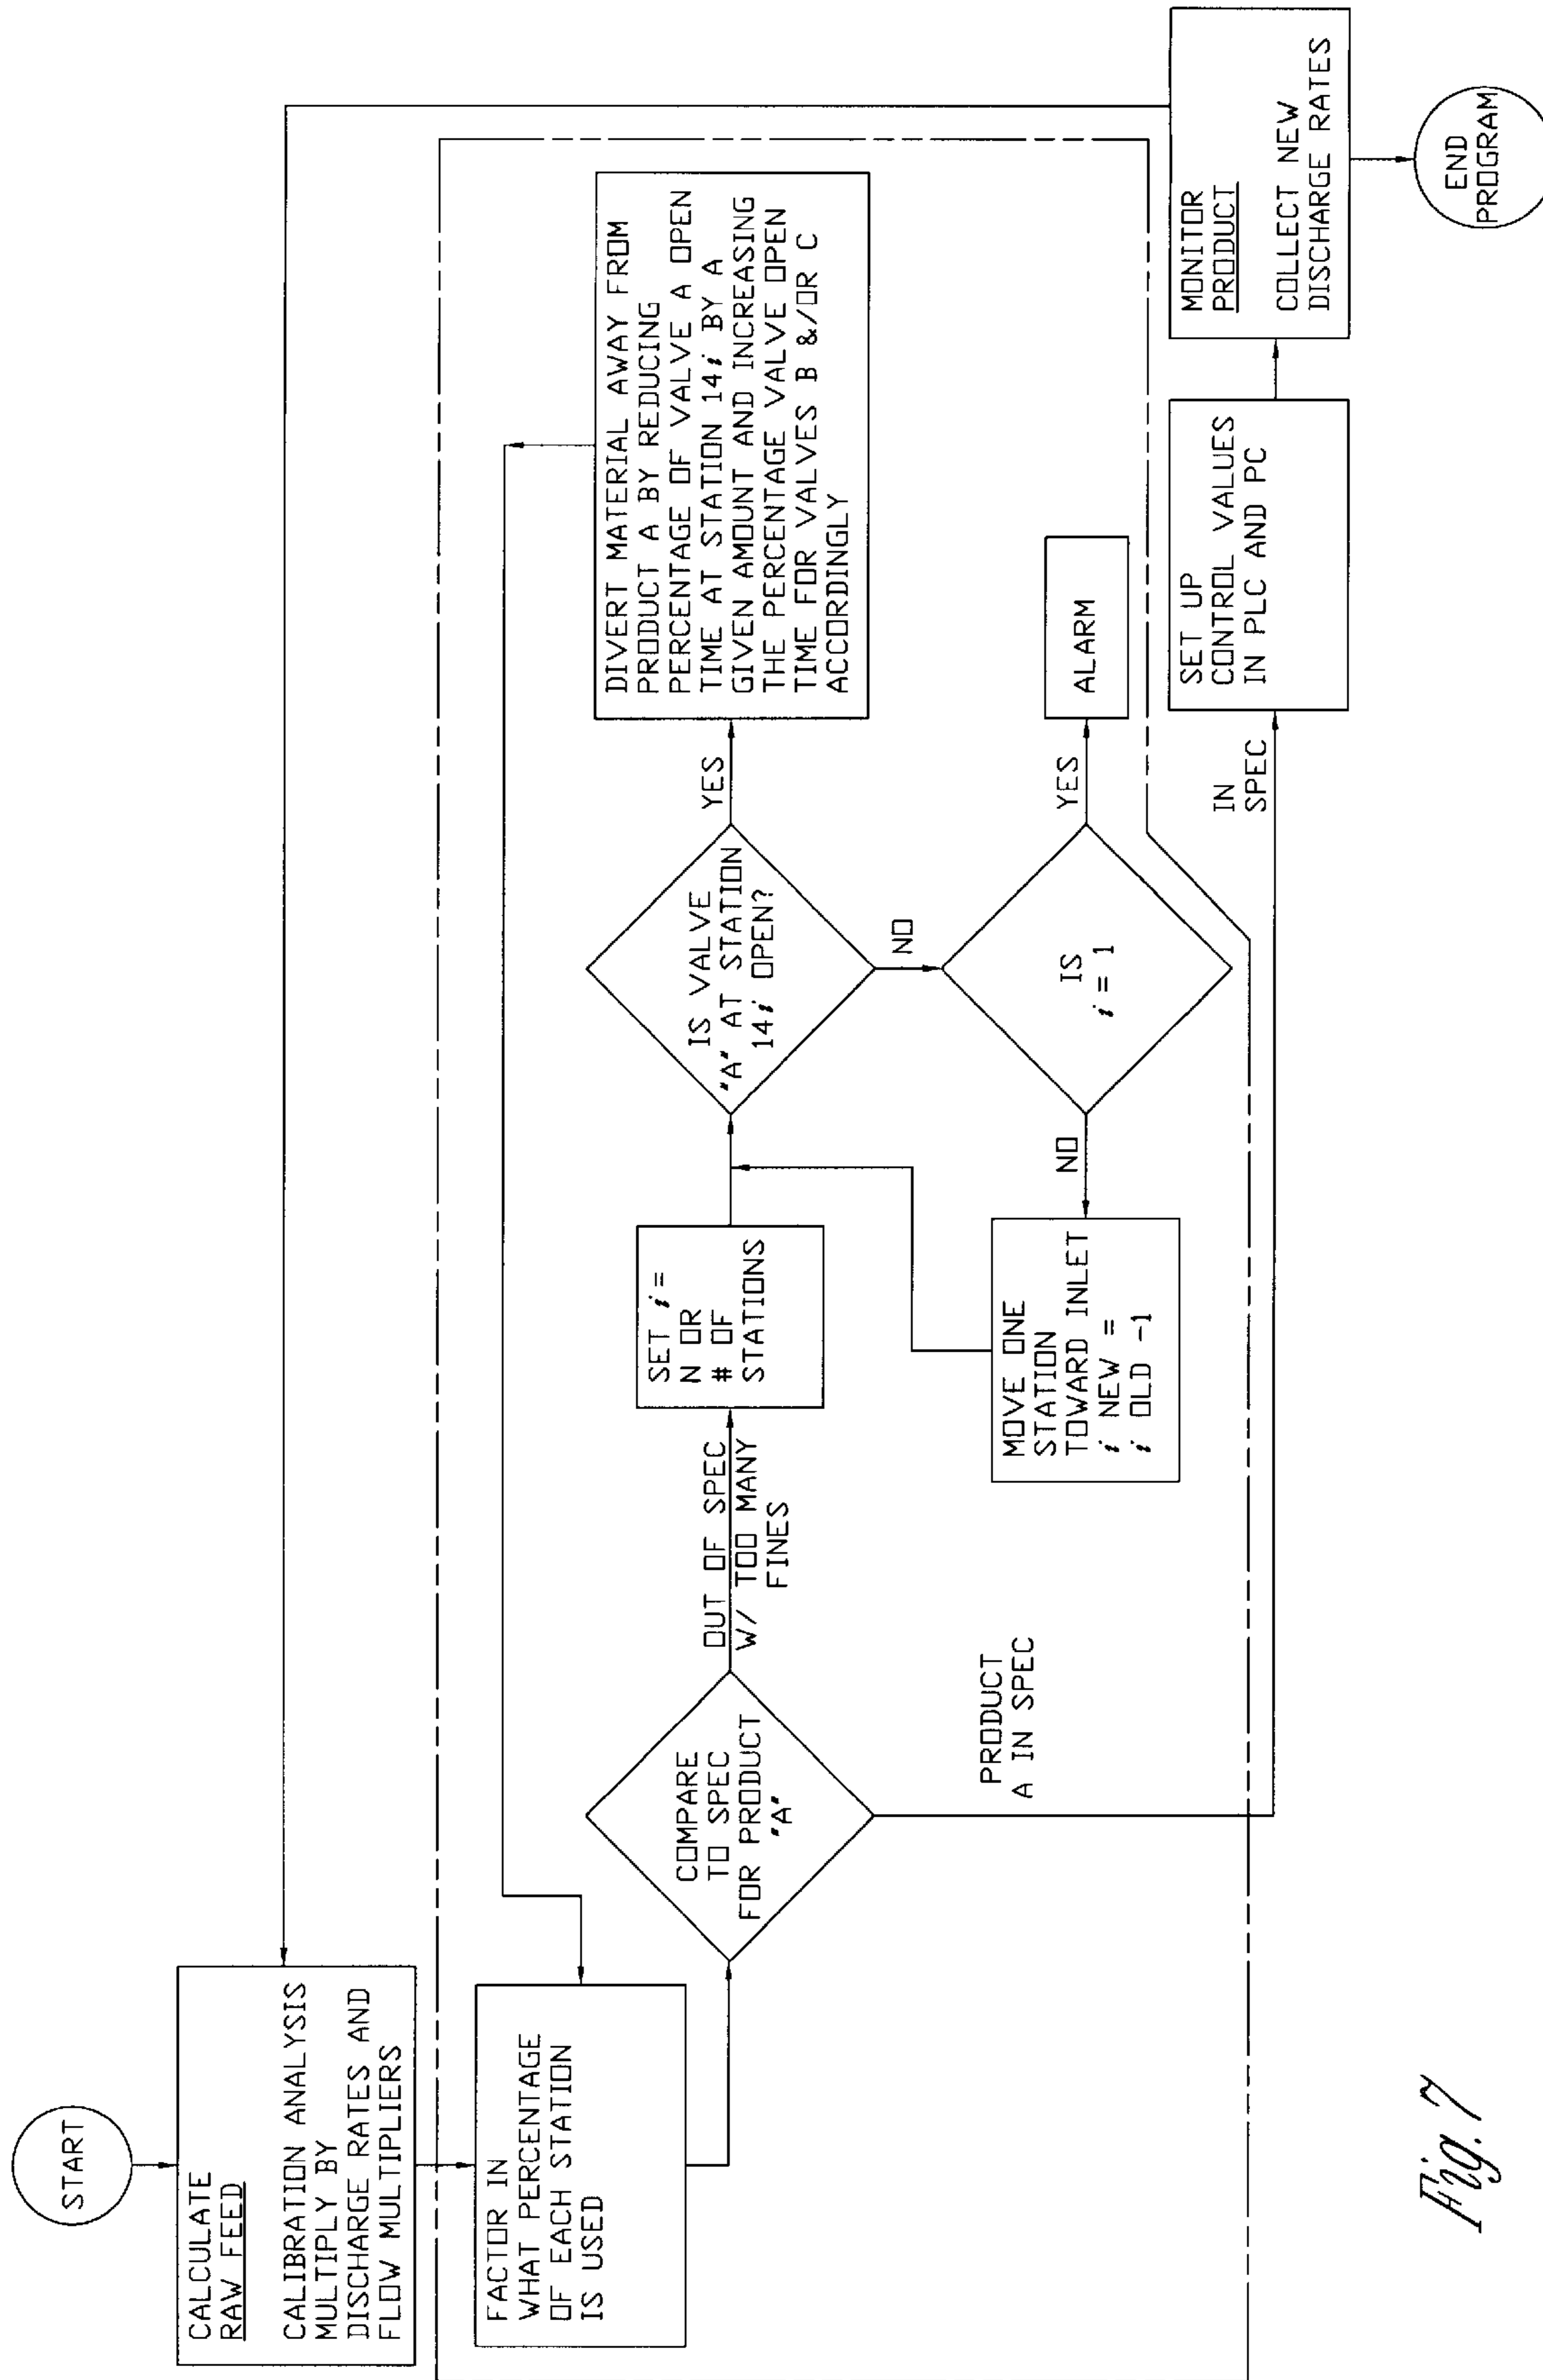 START
CALCULATE
RAW FEED
CALIBRATION ANALYSIS
MULTIPLY BY
DISCHARGE RATES AND
FLOW MULTIPLIERS
FACTOR IN
WHAT PERCENTAGE
OF EACH STATION
IS USED
COMPARE
TO SPEC
FOR PRODUCT
"A"
OUT OF SPEC
W/ TOO MANY
FINES
PRODUCT
A IN SPEC
SET i =
N OR
# OF
STATIONS
IS VALVE
"A" AT STATION
14i OPEN?
YES
DIVERT MATERIAL AWAY FROM
PRODUCT A BY REDUCING
PERCENTAGE OF VALVE A OPEN
TIME AT STATION 14i BY A
GIVEN AMOUNT AND INCREASING
THE PERCENTAGE VALVE OPEN
TIME FOR VALVES B &/OR C
ACCORDINGLY
NO
IS
i = 1
YES
ALARM
NO
MOVE ONE
STATION
TOWARD INLET
i NEW =
i OLD -1
IN
SPEC
SET UP
CONTROL VALUES
IN PLC AND PC
MONITOR
PRODUCT
COLLECT NEW
DISCHARGE RATES
END
PROGRAM
Fig. 7